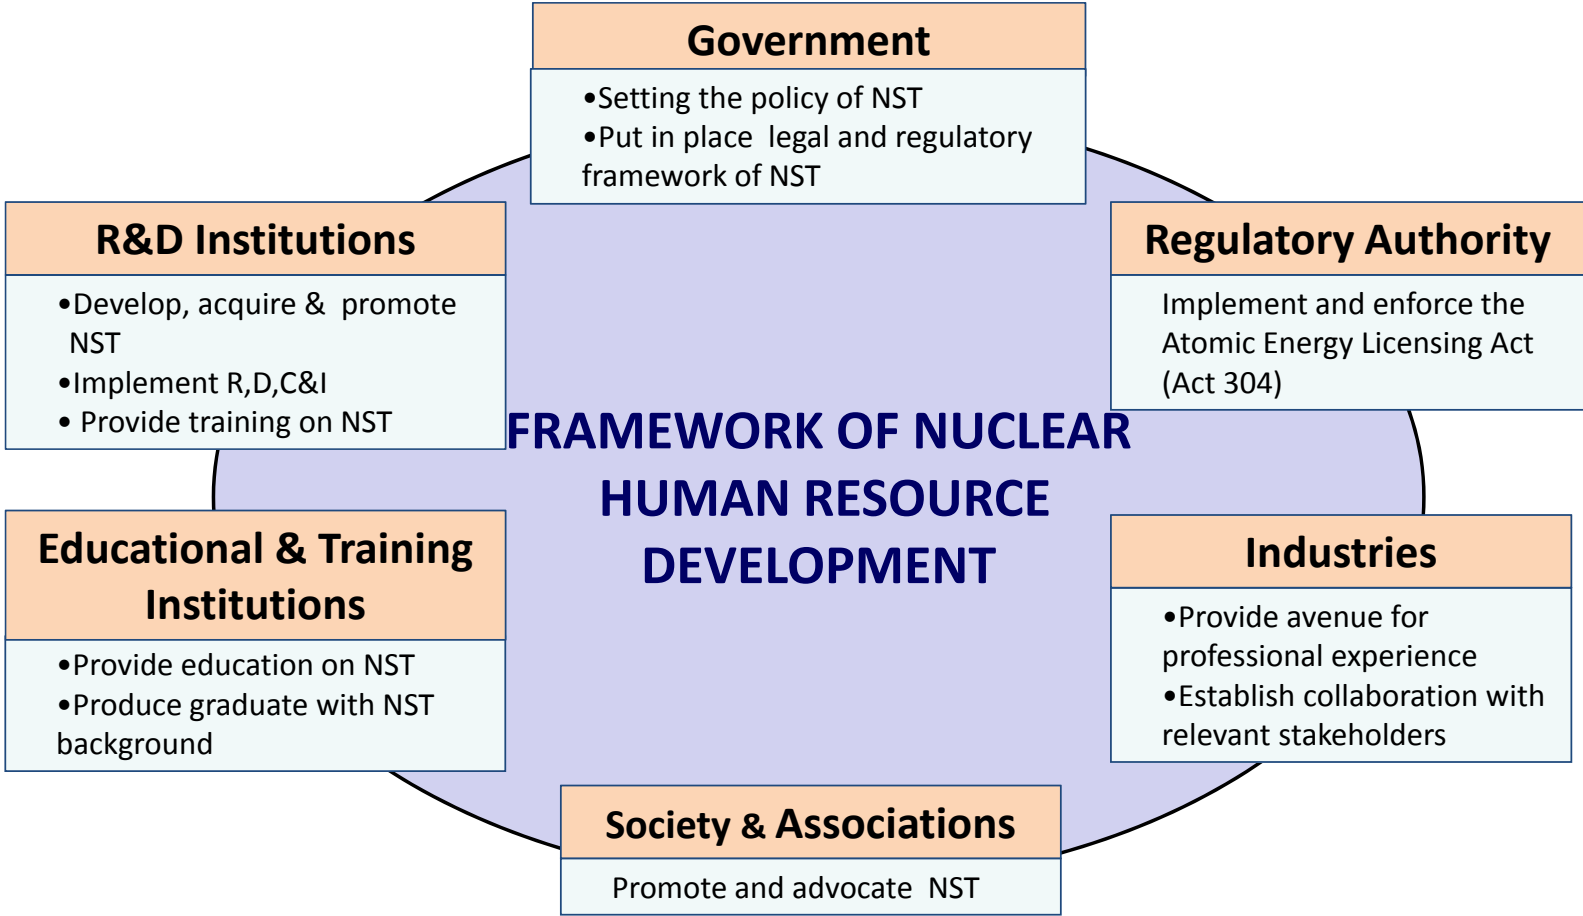 Government
•Setting the policy of NST
•Put in place legal and regulatory
framework of NST
R&D Institutions
•Develop, acquire & promote
NST
•Implement R,D,C&I
• Provide training on NST
Regulatory Authority
Implement and enforce the
Atomic Energy Licensing Act
(Act 304)
FRAMEWORK OF NUCLEAR
HUMAN RESOURCE
DEVELOPMENT
Educational & Training
Institutions
•Provide education on NST
•Produce graduate with NST
background
Industries
•Provide avenue for
professional experience
•Establish collaboration with
relevant stakeholders
Society & Associations
Promote and advocate NST